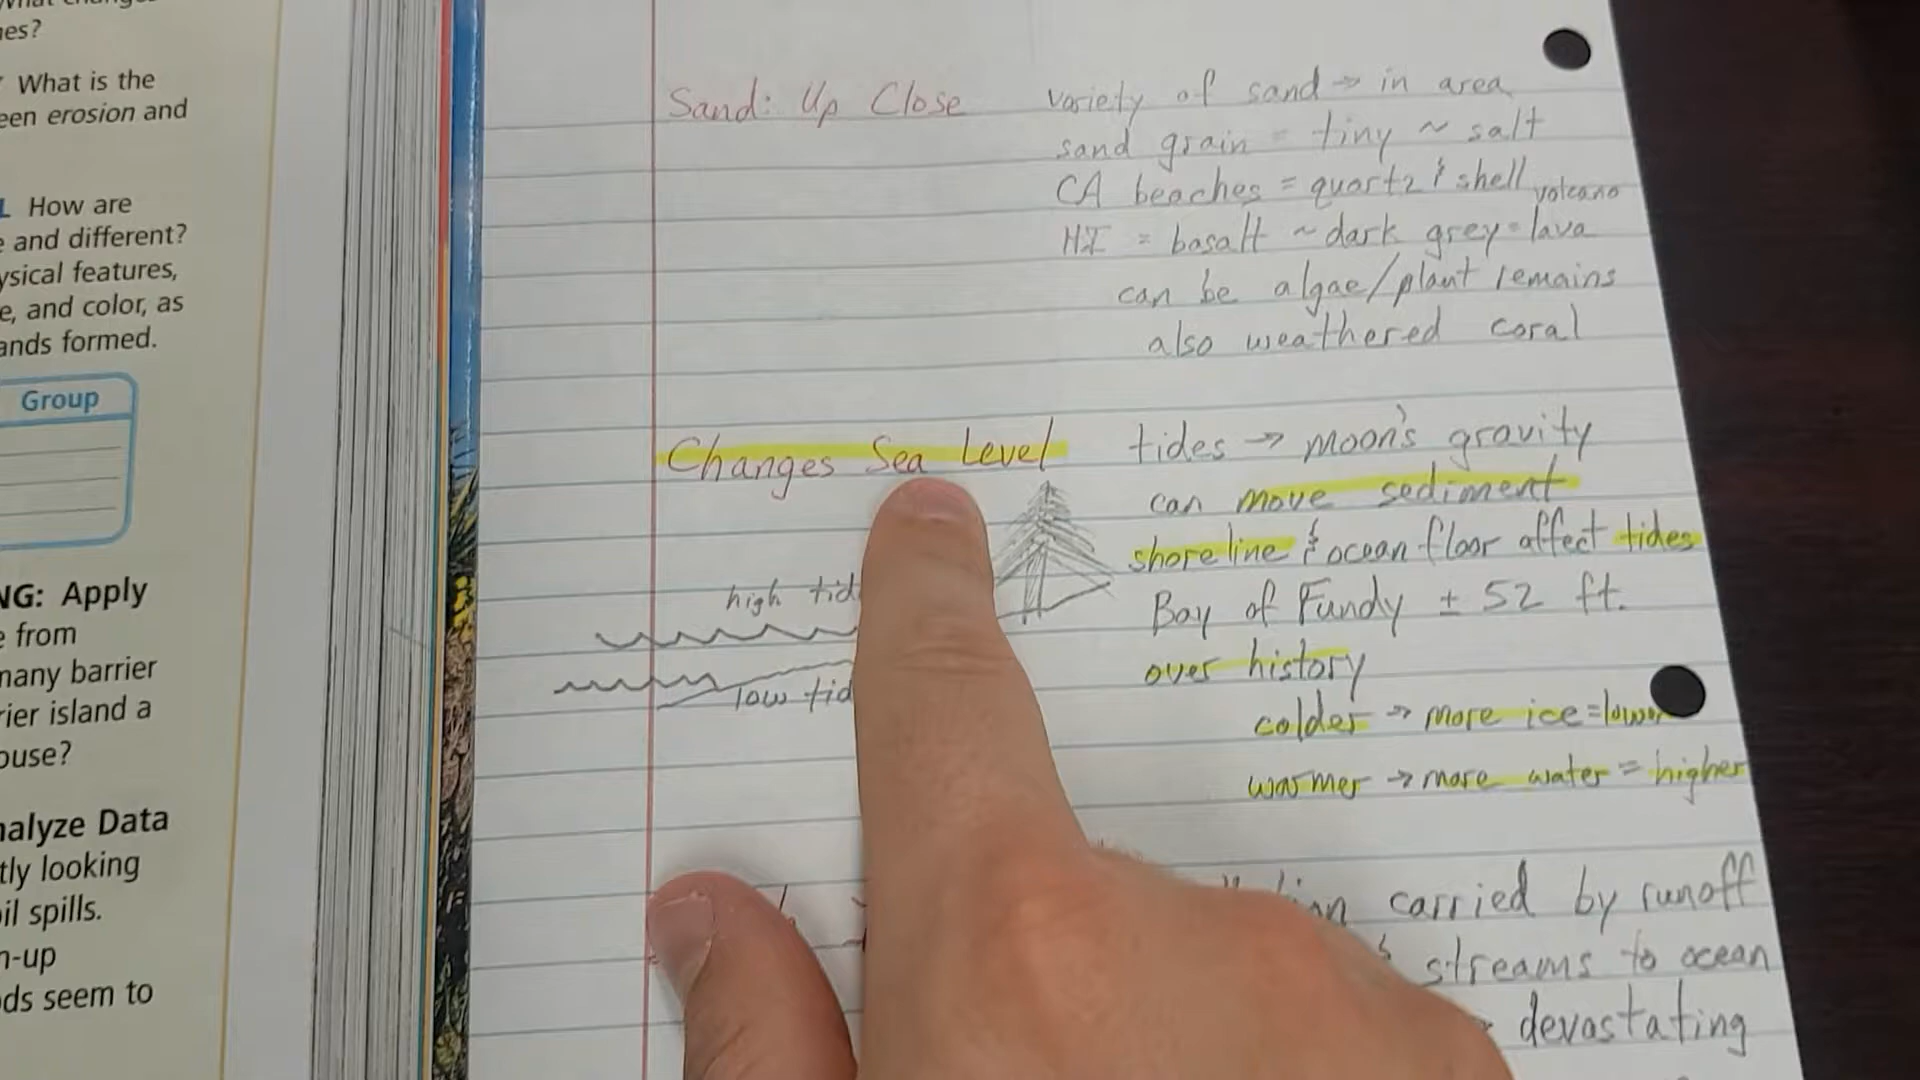 nes?
What is the
een erosion and
How are
and different?
ysical features,
e, and color, as
ands formed.
Group
NG: Apply
from
many barrier
rier island a
ouse?
nalyze Data
tly looking
oil spills.
n-up
ds seem to
Sand: Up Close
variety of sand → in area
sand grain = tiny ~ salt
CA beaches = quartz & shell
volcano
HI = basalt ~ dark grey = lava
can be algae/plant remains
also weathered coral
Changes Sea Level
tides → moon's gravity
can move sediment
shoreline & ocean floor affect tides
Bay of Fundy ± 52 ft.
over history
colder → more ice = lower
warmer → more water = higher
high tid
low tid
carried by runoff
& streams to ocean
devastating